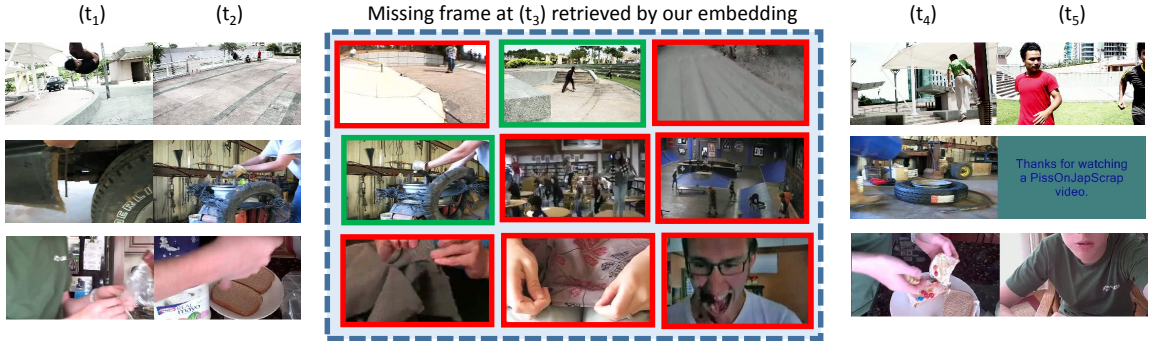 (t1) (t2) Missing frame at (t3) retrieved by our embedding (t4) (t5)
Thanks for watching
a PissOnJapScrap
video.